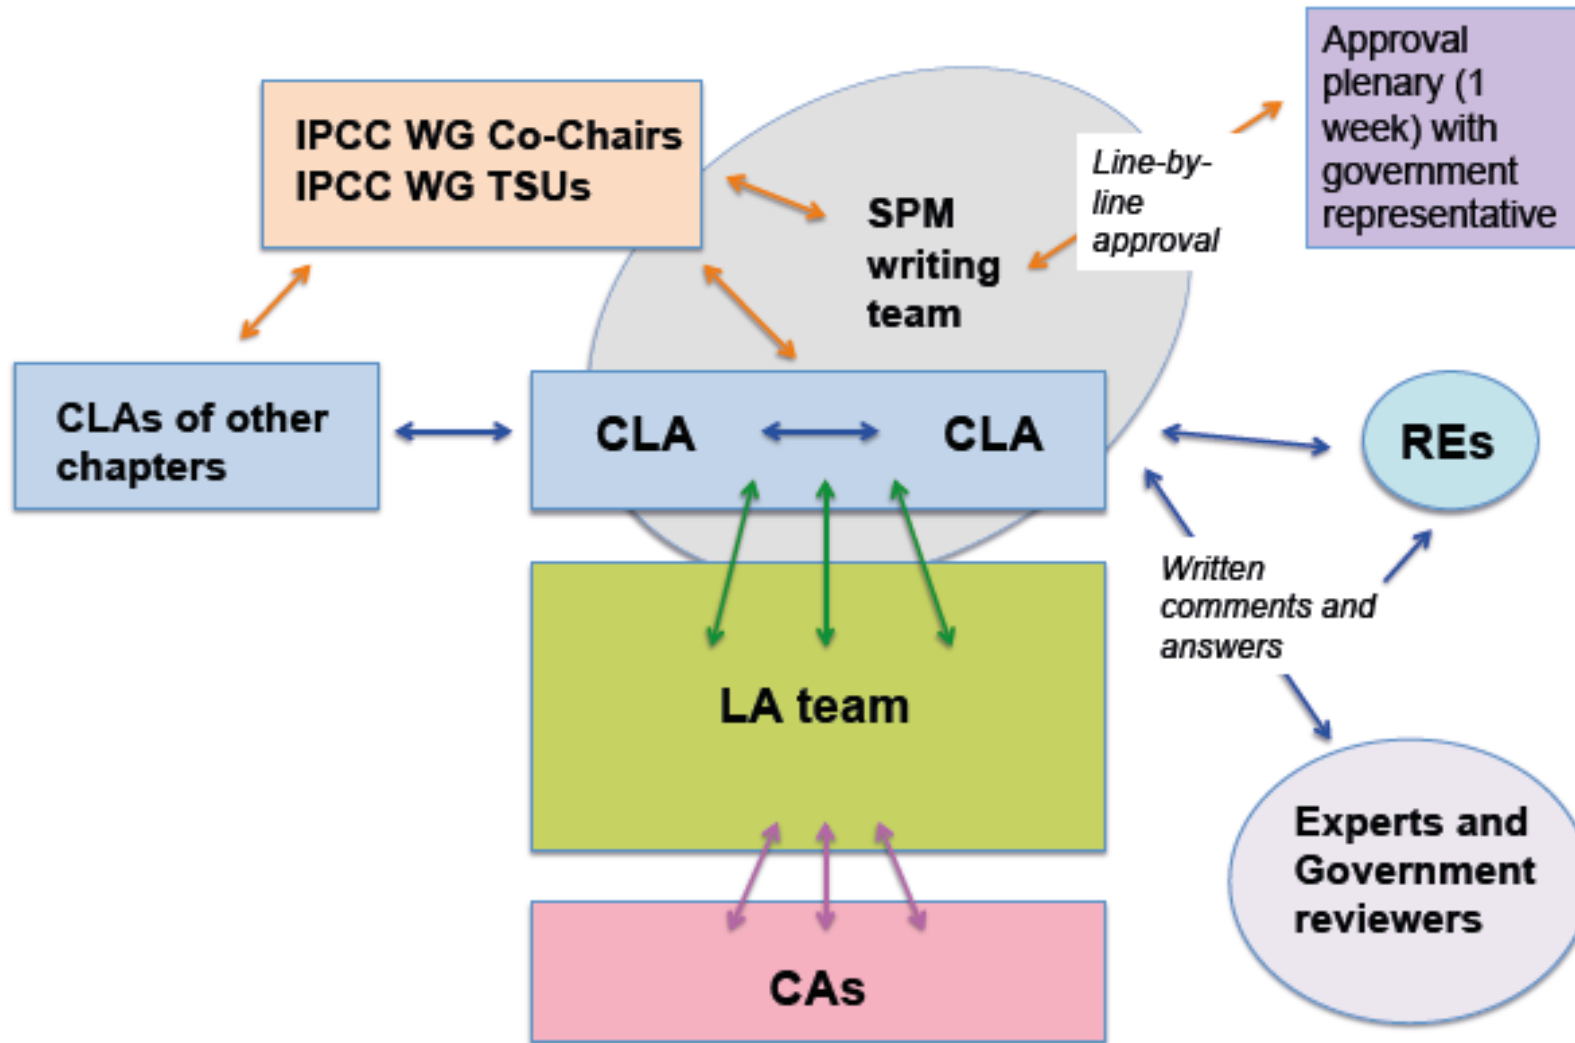 Approval
plenary (1
week) with
government
representative
IPCC WG Co-Chairs
IPCC WG TSUs
Line-by-
line
approval
SPM
writing
team
CLAs of other
chapters
CLA
CLA
REs
Written
comments and
answers
LA team
Experts and
Government
reviewers
CAs